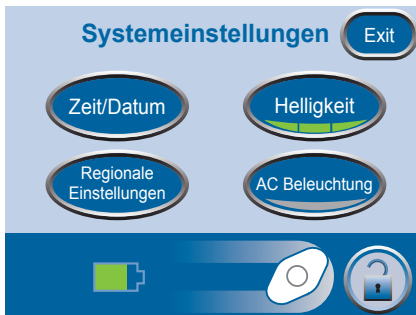 Systemeinstellungen
Exit
Zeit/Datum
Helligkeit
Regionale
Einstellungen
AC Beleuchtung